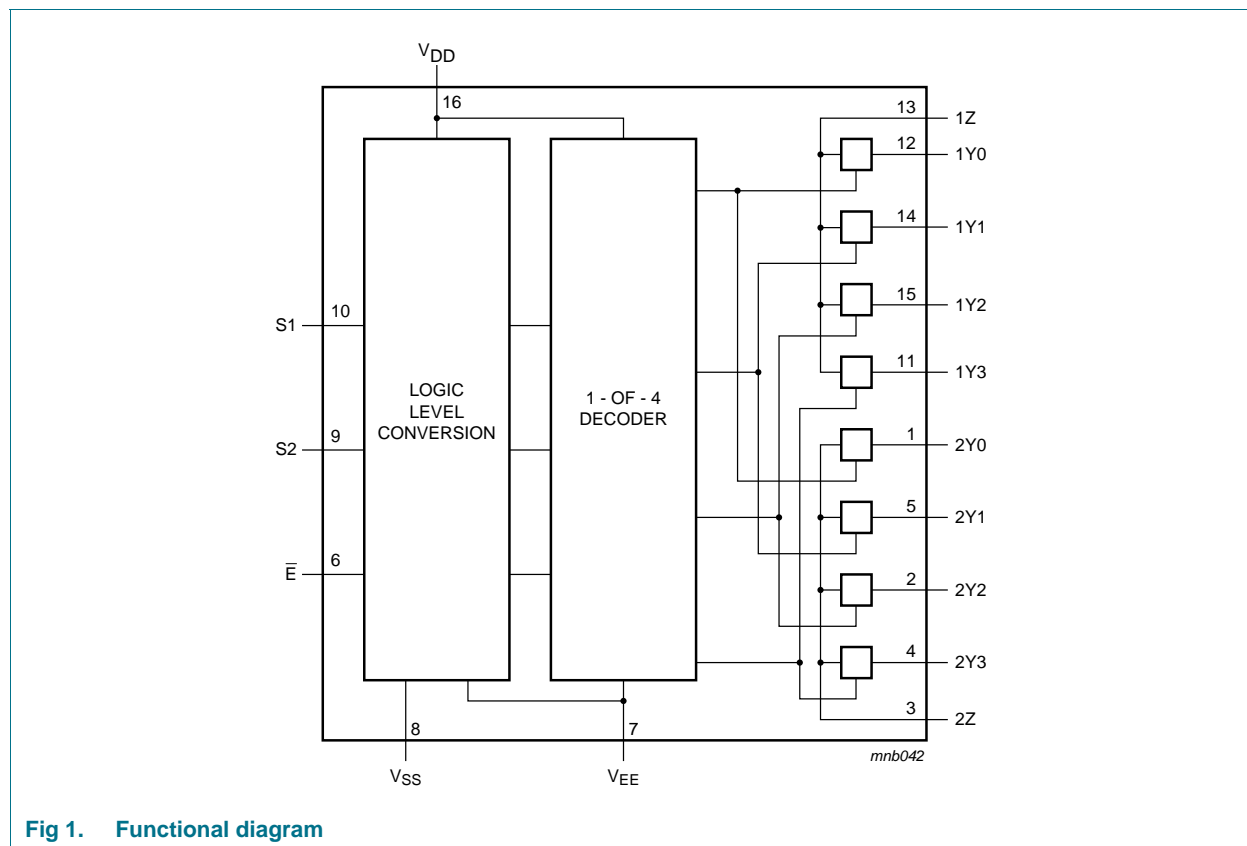 VDD
16
13
1Z
12
1Y0
14
1Y1
15
1Y2
11
1Y3
1
2Y0
5
2Y1
2
2Y2
4
2Y3
3
2Z
S1
10
S2
9
E̅
6
LOGIC
LEVEL
CONVERSION
1 - OF - 4
DECODER
8
7
VSS
VEE
mnb042
Fig 1. Functional diagram